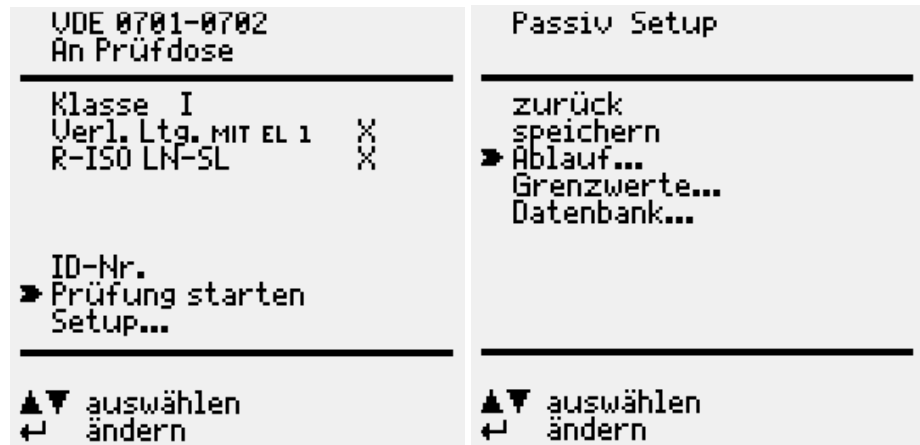 VDE 0701-0702
An Prüfdose
Klasse I
Verl. Ltg. MIT EL 1 X
R-ISO LN-SL X
ID-Nr.
Prüfung starten
Setup...
auswählen
ändern
Passiv Setup
zurück
speichern
Ablauf...
Grenzwerte...
Datenbank...
auswählen
ändern